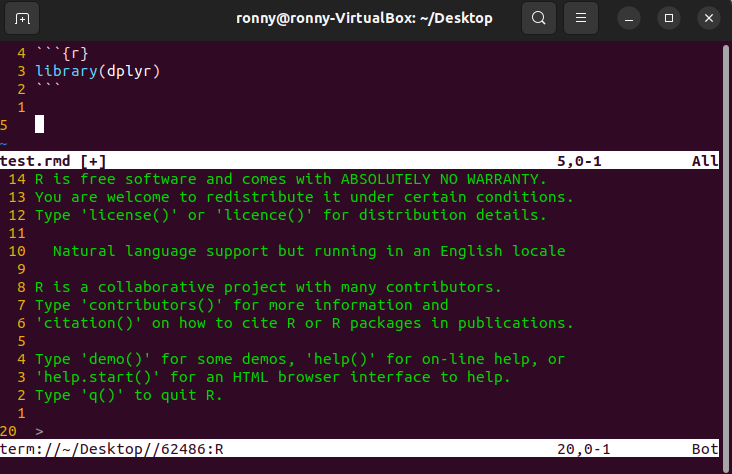 ronny@ronny-VirtualBox: ~/Desktop
4 ```{r}
3 library(dplyr)
2 ```
1
5
~
test.rmd [+] 5,0-1 All
14 R is free software and comes with ABSOLUTELY NO WARRANTY.
13 You are welcome to redistribute it under certain conditions.
12 Type 'license()' or 'licence()' for distribution details.
11
10   Natural language support but running in an English locale
9
8 R is a collaborative project with many contributors.
7 Type 'contributors()' for more information and
6 'citation()' on how to cite R or R packages in publications.
5
4 Type 'demo()' for some demos, 'help()' for on-line help, or
3 'help.start()' for an HTML browser interface to help.
2 Type 'q()' to quit R.
1
20 >
term://~/Desktop//62486:R 20,0-1 Bot